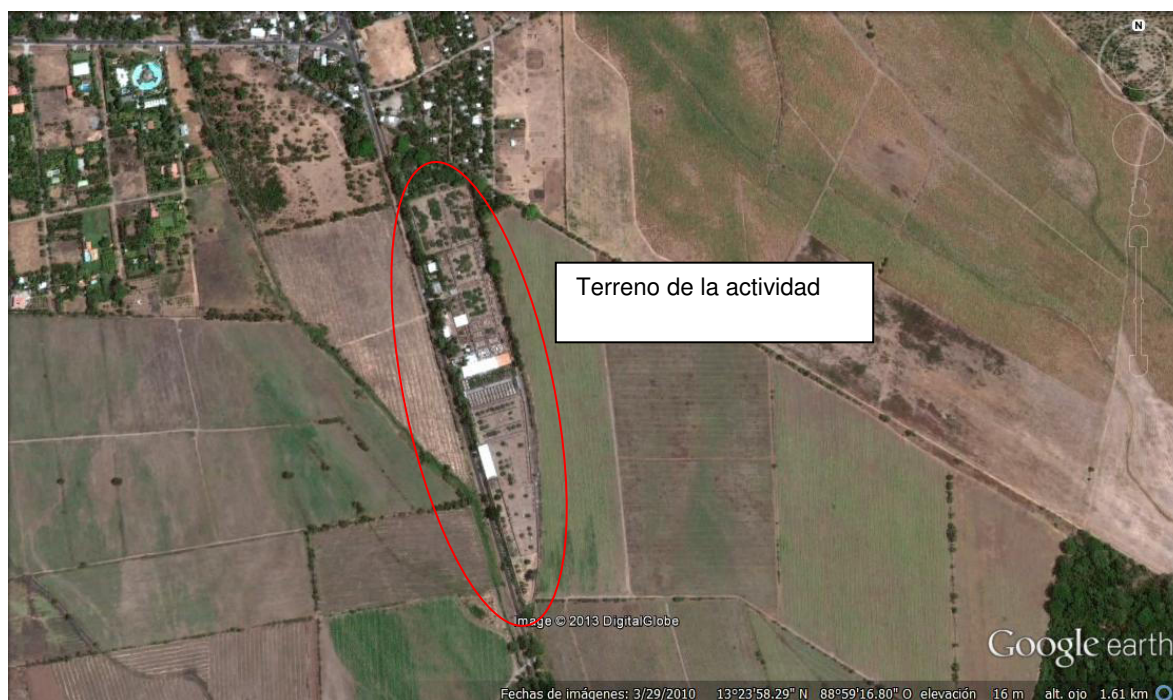 N
Terreno de la actividad
Image © 2013 DigitalGlobe
Google earth
Fechas de imágenes: 3/29/2010 13°23'58.29" N 88°59'16.80" O elevación 16 m alt. ojo 1.61 km